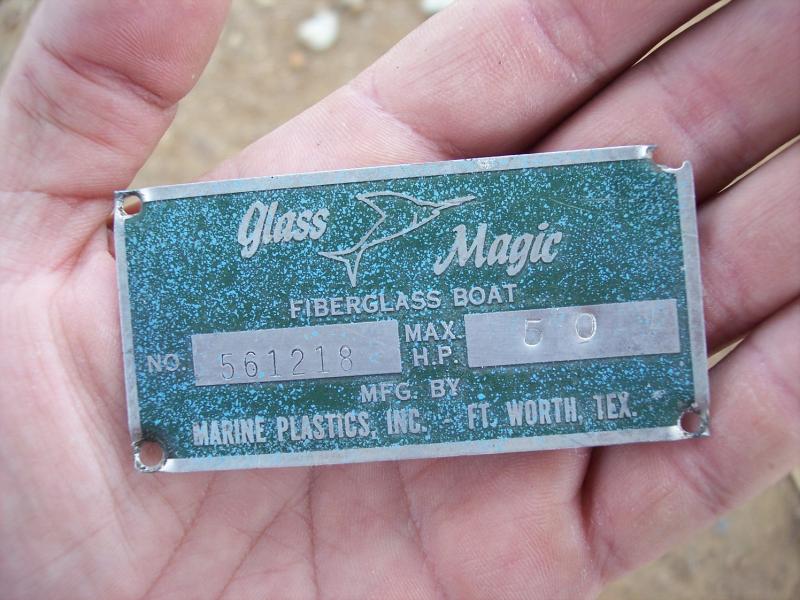 Glass Magic
FIBERGLASS BOAT
NO. 561218 MAX. H.P. 50
MFG. BY
MARINE PLASTICS, INC. - FT. WORTH, TEX.